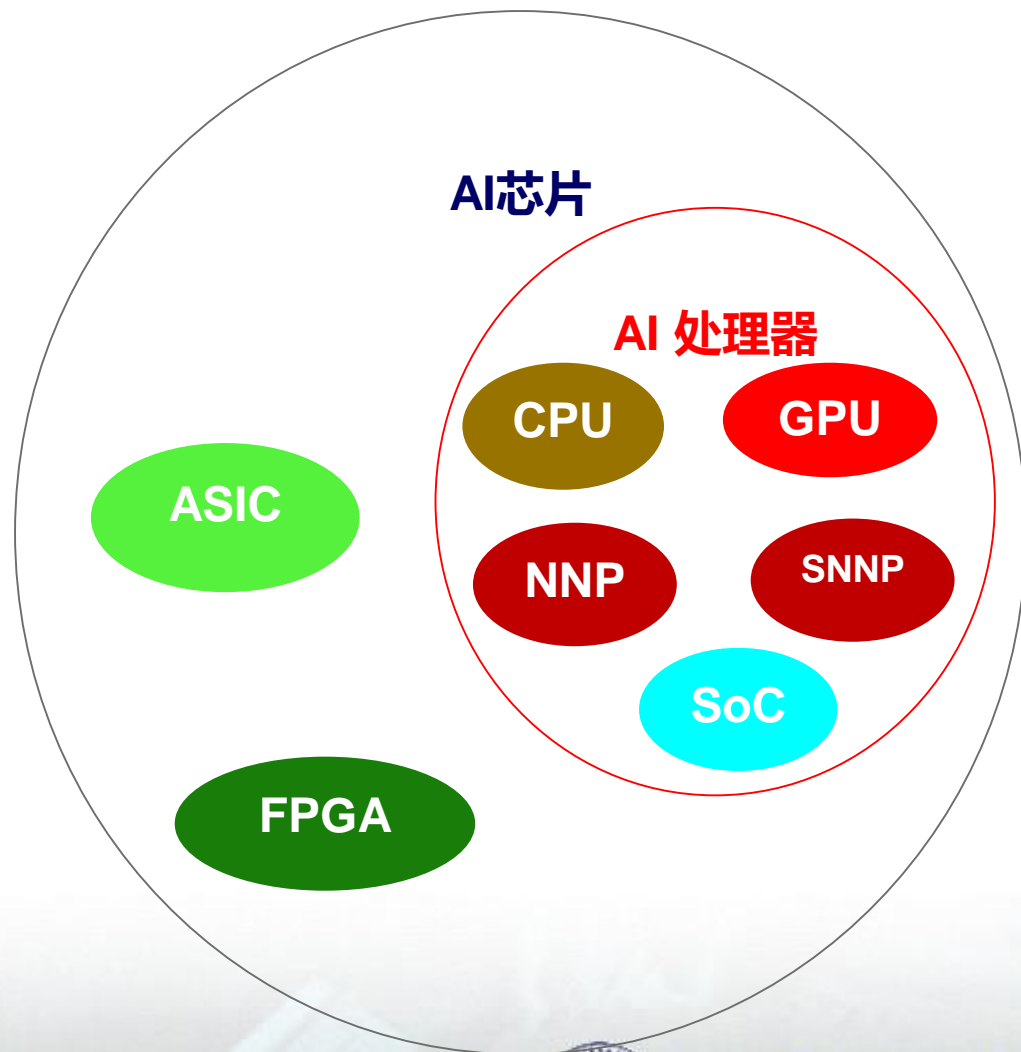 AI芯片
AI 处理器
CPU
GPU
ASIC
NNP
SNNP
SoC
FPGA